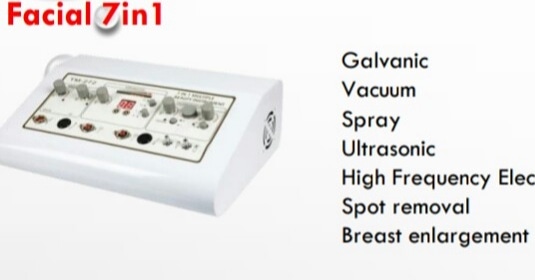 Facial 7in1
Galvanic
Vacuum
Spray
Ultrasonic
High Frequency Elec
Spot removal
Breast enlargement